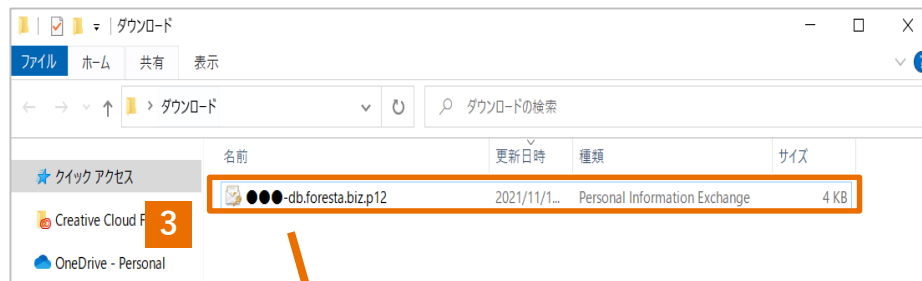 ダウンロード
ファイル ホーム 共有 表示
ダウンロード ダウンロードの検索
名前 更新日時 種類 サイズ
クイック アクセス
●●●-db.foresta.biz.p12 2021/11/1... Personal Information Exchange 4 KB
Creative Cloud F
3
OneDrive - Personal